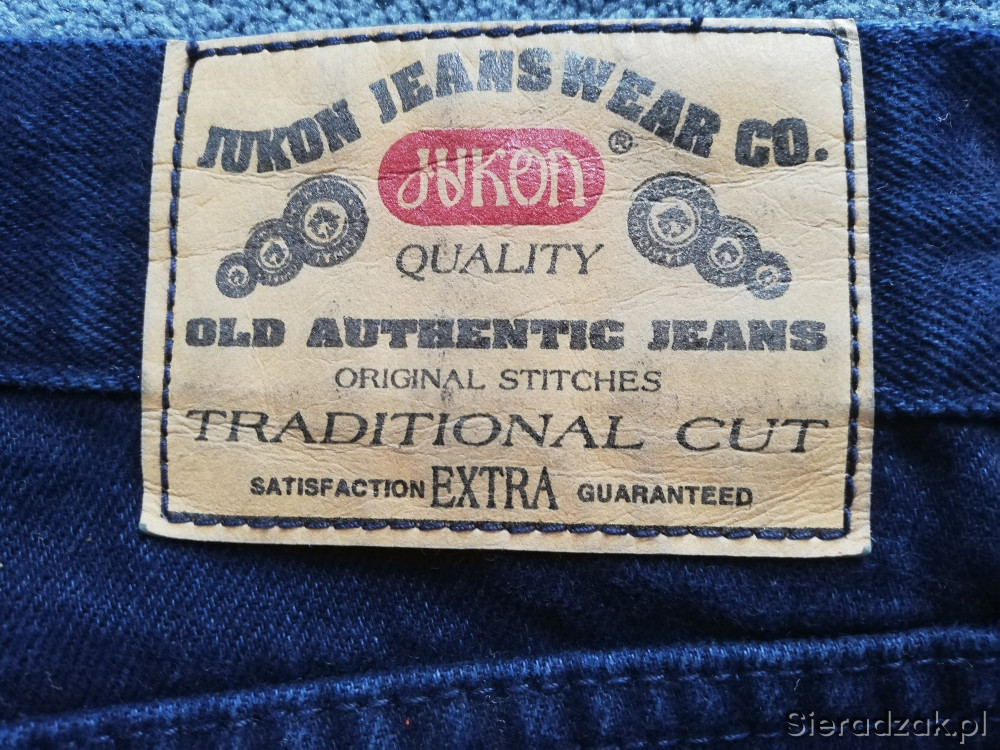 JUKON JEANSWEAR CO.
JUKON ®
QUALITY
OLD AUTHENTIC JEANS
ORIGINAL STITCHES
TRADITIONAL CUT
SATISFACTION EXTRA GUARANTEED
Sieradzak.pl